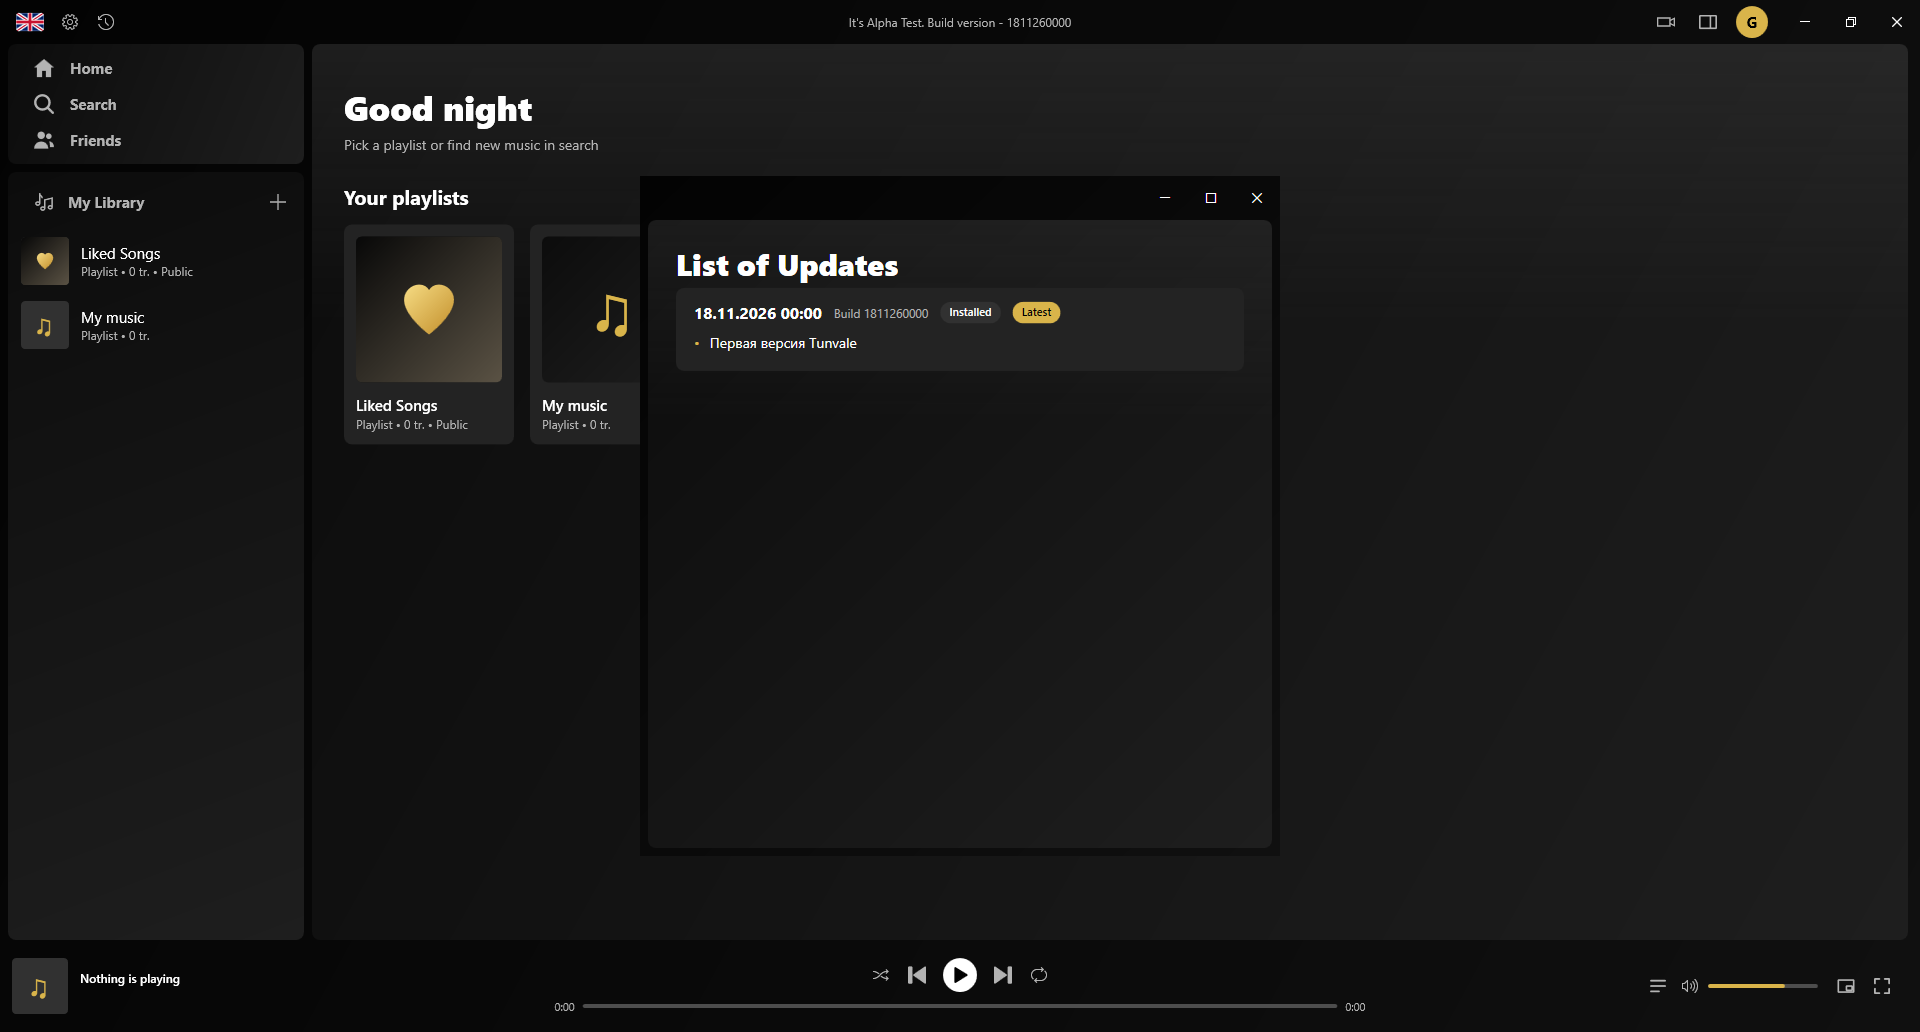 It's Alpha Test. Build version - 1811260000
G
Home
Search
Friends
My Library
Liked Songs
Playlist • 0 tr. • Public
My music
Playlist • 0 tr.
Good night
Pick a playlist or find new music in search
Your playlists
Liked Songs
Playlist • 0 tr. • Public
My music
Playlist • 0 tr.
List of Updates
18.11.2026 00:00 Build 1811260000 Installed Latest
• Первая версия Tunvale
Nothing is playing
0:00
0:00